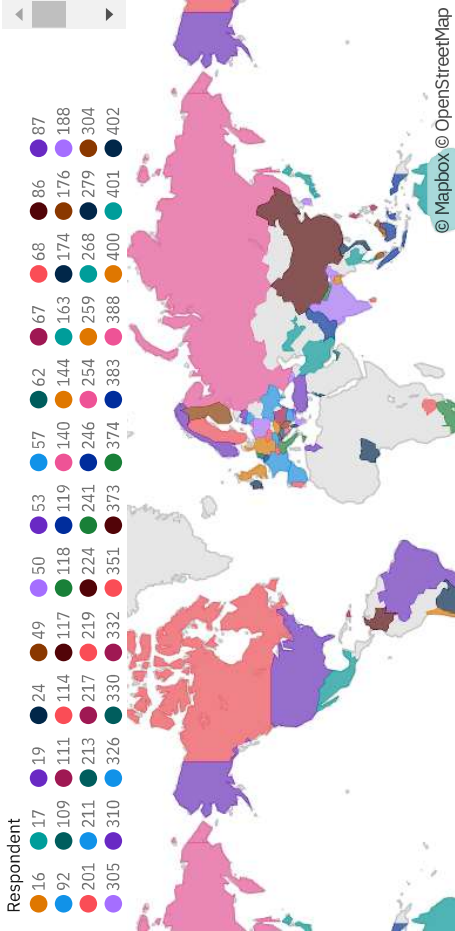 Respondent
16 17 19 24 49 50 53 57 62 67 68 86 87
92 109 111 114 117 118 119 140 144 163 174 176 188
201 211 213 217 219 224 241 246 254 259 268 279 304
305 310 326 330 332 351 373 374 383 388 400 401 402
© Mapbox © OpenStreetMap